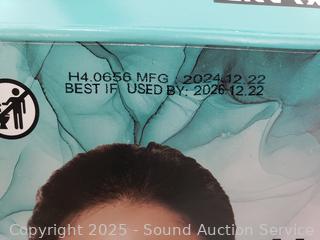 H4.0656 MFG : 2024.12.22
BEST IF USED BY: 2026.12.22
Copyright 2025 - Sound Auction Service